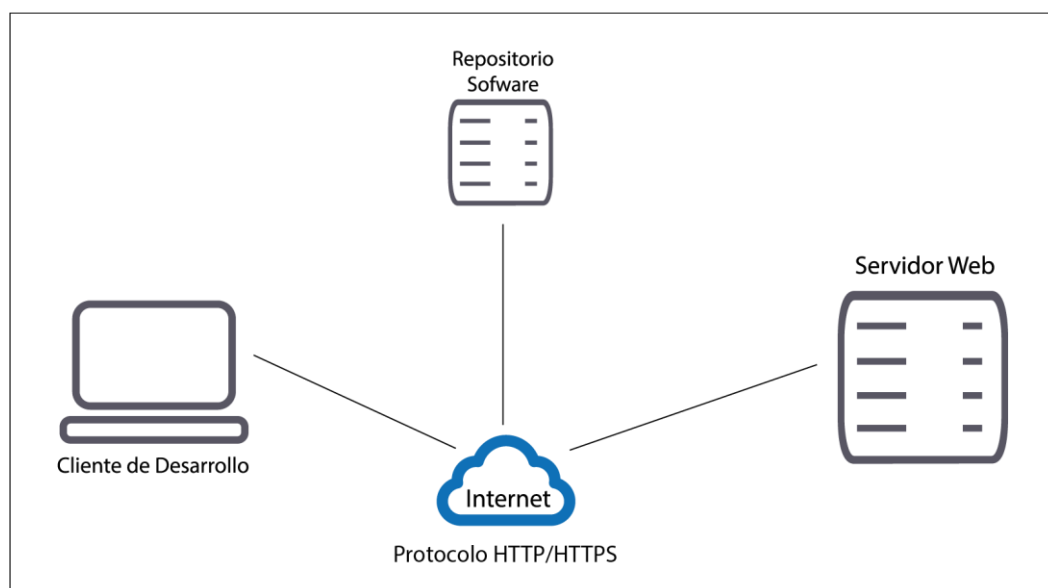 Repositorio
Sofware
Servidor Web
Cliente de Desarrollo
Internet
Protocolo HTTP/HTTPS